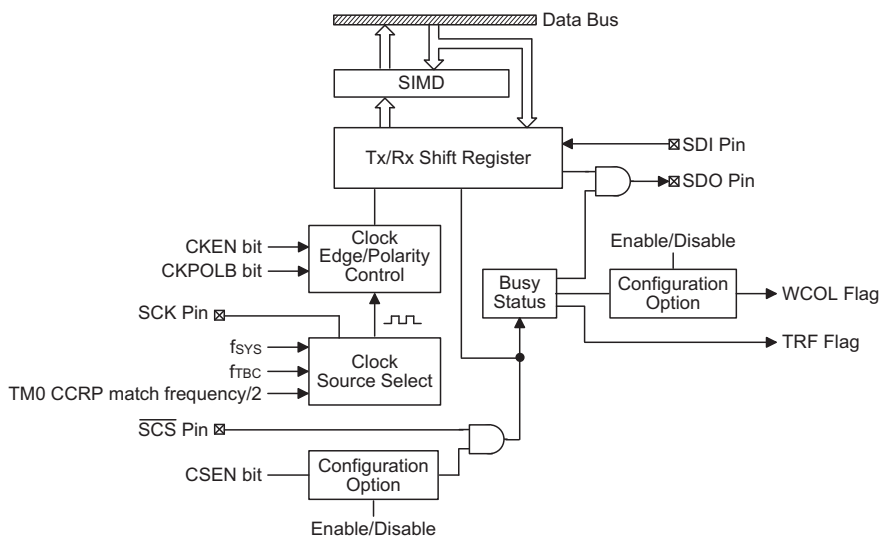 Data Bus
SIMD
Tx/Rx Shift Register
SDI Pin
SDO Pin
CKEN bit
CKPOLB bit
Clock
Edge/Polarity
Control
Enable/Disable
Busy
Status
Configuration
Option
WCOL Flag
TRF Flag
SCK Pin
fSYS
fTBC
TM0 CCRP match frequency/2
Clock
Source Select
SCS Pin
CSEN bit
Configuration
Option
Enable/Disable